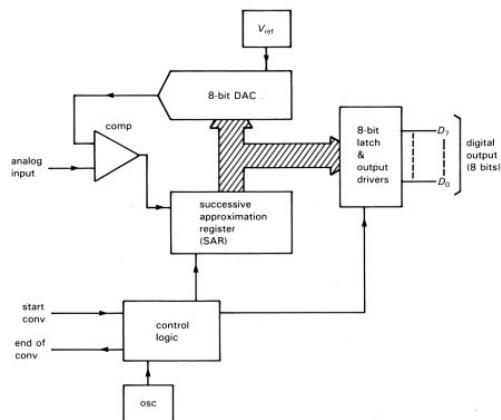 V ref
8-bit DAC
comp
analog
input
8-bit
latch
&
output
drivers
D7
D0
digital
output
(8 bits)
successive
approximation
register
(SAR)
start
conv
end of
conv
control
logic
osc